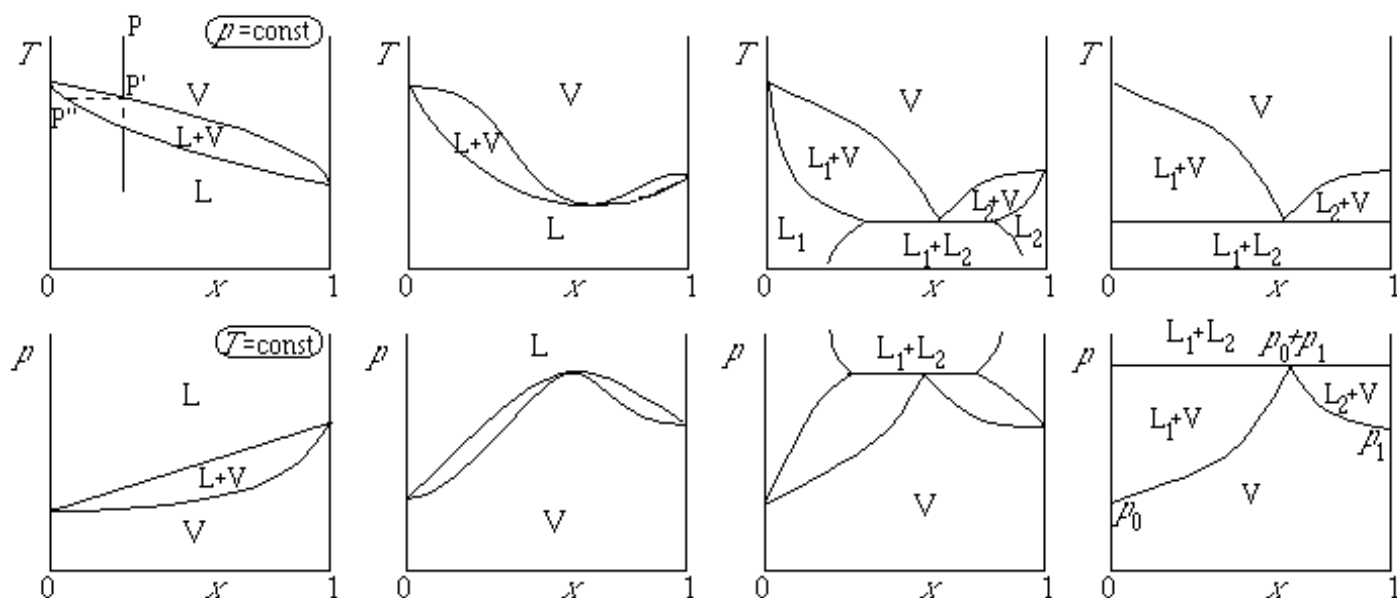 P
p=const
T
P'
V
P"
L+V
L
0
x
1
T
V
L+V
L
0
x
1
T
V
L₁+V
L₂+V
L₁
L₁+L₂
L₂
0
x
1
T
V
L₁+V
L₂+V
L₁+L₂
0
x
1
p
T=const
L
L+V
V
0
x
1
p
L
V
0
x
1
p
L₁+L₂
V
0
x
1
p
L₁+L₂
p₀+p₁
L₂+V
L₁+V
p₁
V
p₀
0
x
1